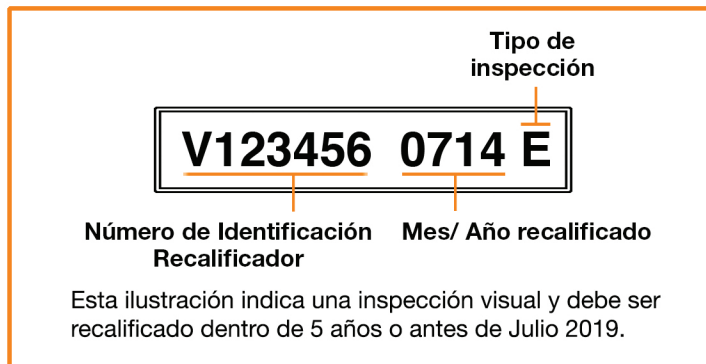 Tipo de
inspección
V123456 0714 E
Número de Identificación
Recalificador
Mes/ Año recalificado
Esta ilustración indica una inspección visual y debe ser
recalificado dentro de 5 años o antes de Julio 2019.